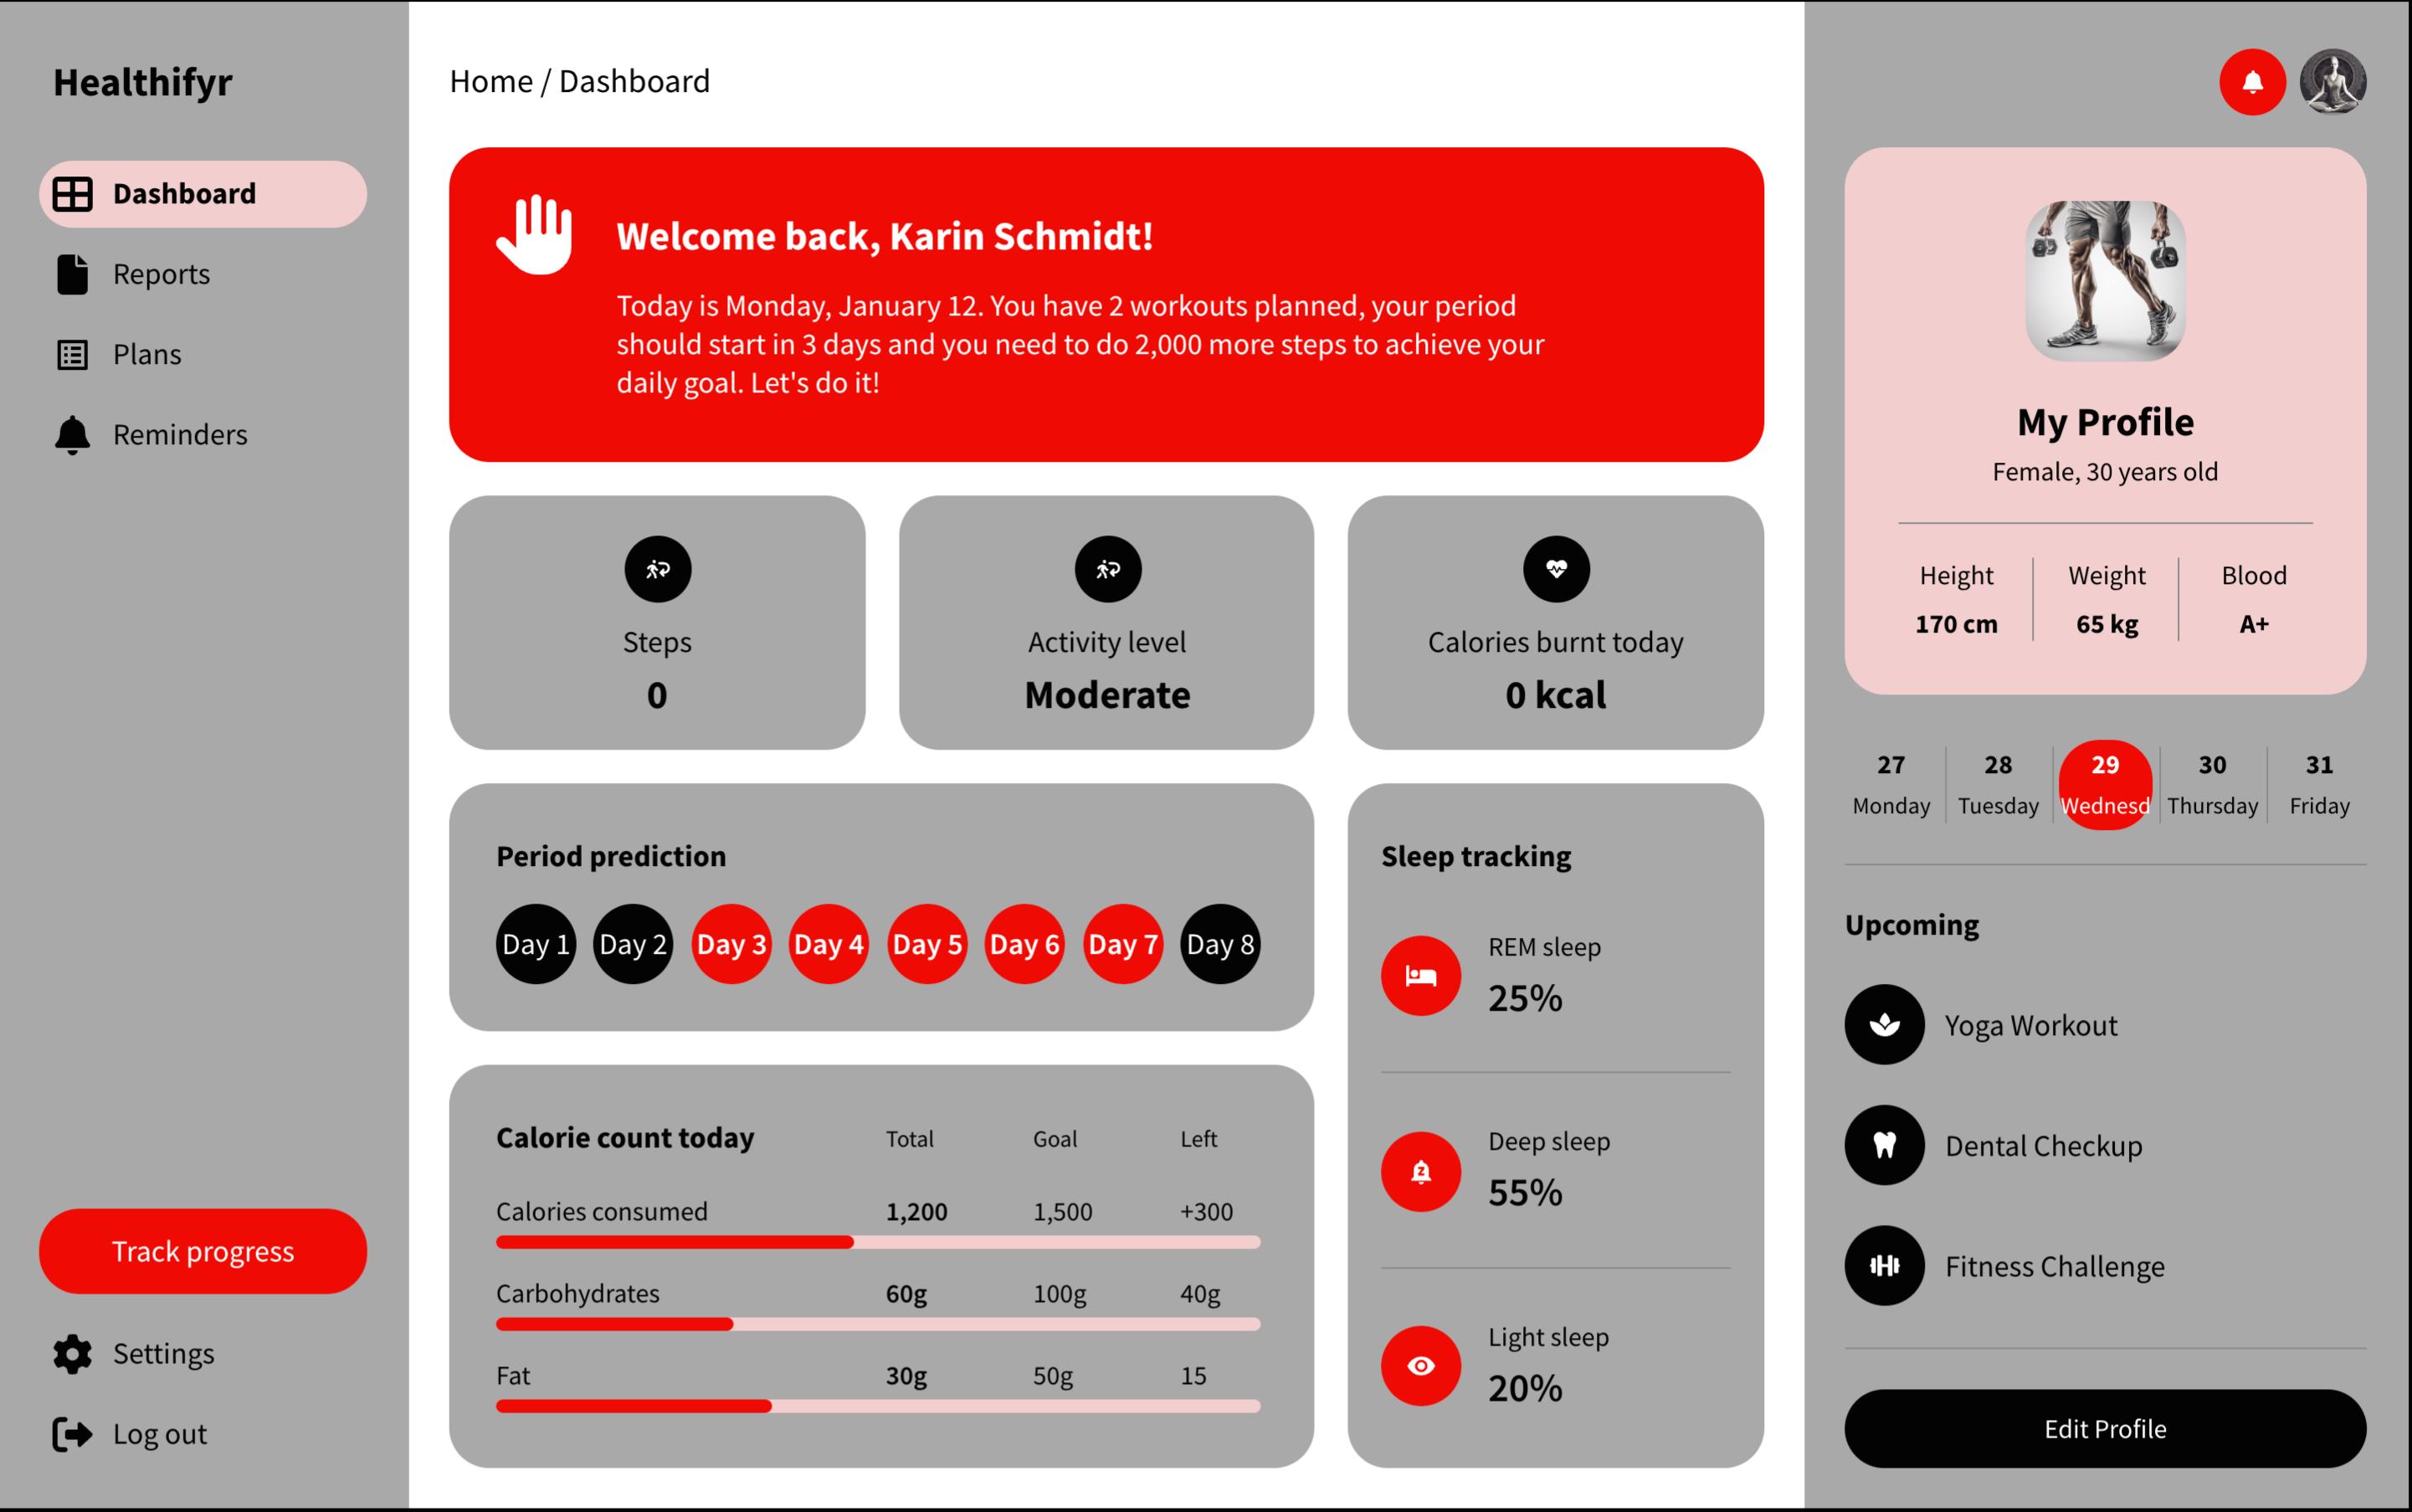 Healthifyr
Dashboard
Reports
Plans
Reminders
Track progress
Settings
Log out
Home / Dashboard
Welcome back, Karin Schmidt!
Today is Monday, January 12. You have 2 workouts planned, your period
should start in 3 days and you need to do 2,000 more steps to achieve your
daily goal. Let's do it!
Steps
0
Activity level
Moderate
Calories burnt today
0 kcal
Period prediction
Day 1 Day 2 Day 3 Day 4 Day 5 Day 6 Day 7 Day 8
Calorie count today Total Goal Left
Calories consumed 1,200 1,500 +300
Carbohydrates 60g 100g 40g
Fat 30g 50g 15
Sleep tracking
REM sleep
25%
Deep sleep
55%
Light sleep
20%
My Profile
Female, 30 years old
Height Weight Blood
170 cm 65 kg A+
27 28 29 30 31
Monday Tuesday Wednesd Thursday Friday
Upcoming
Yoga Workout
Dental Checkup
Fitness Challenge
Edit Profile